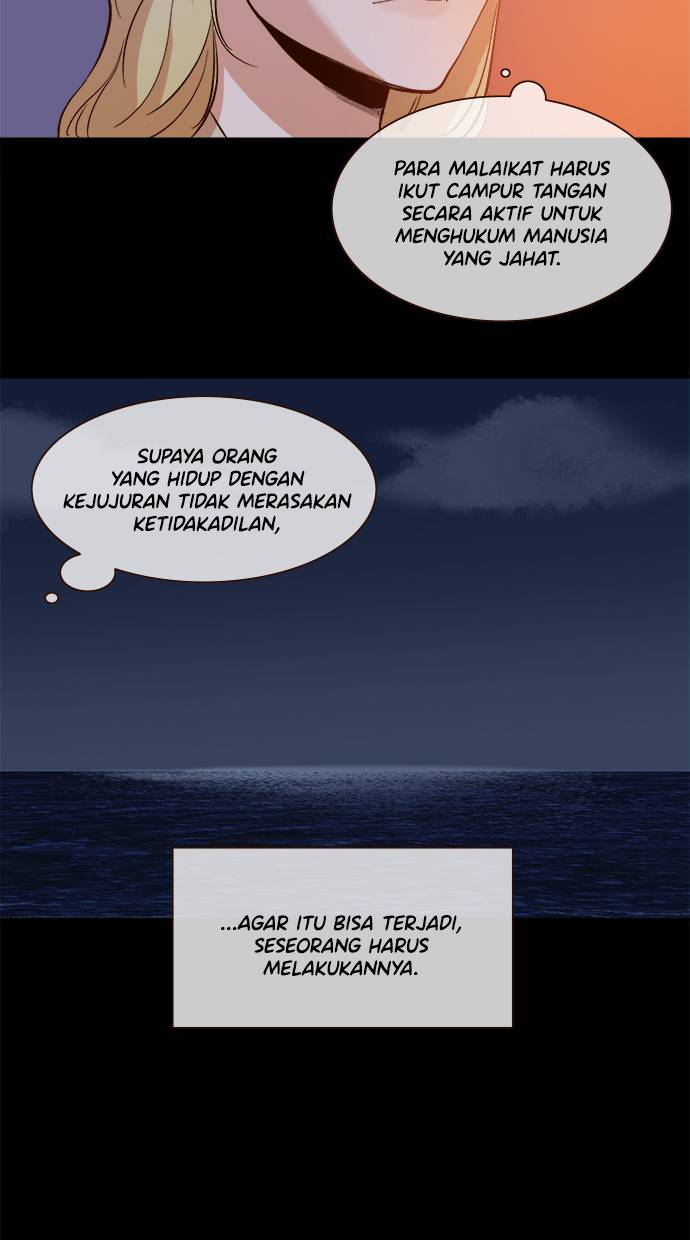 PARA MALAIKAT HARUS
IKUT CAMPUR TANGAN
SECARA AKTIF UNTUK
MENGHUKUM MANUSIA
YANG JAHAT.
SUPAYA ORANG
YANG HIDUP DENGAN
KEJUJURAN TIDAK MERASAKAN
KETIDAKADILAN,
...AGAR ITU BISA TERJADI,
SESEORANG HARUS
MELAKUKANNYA.